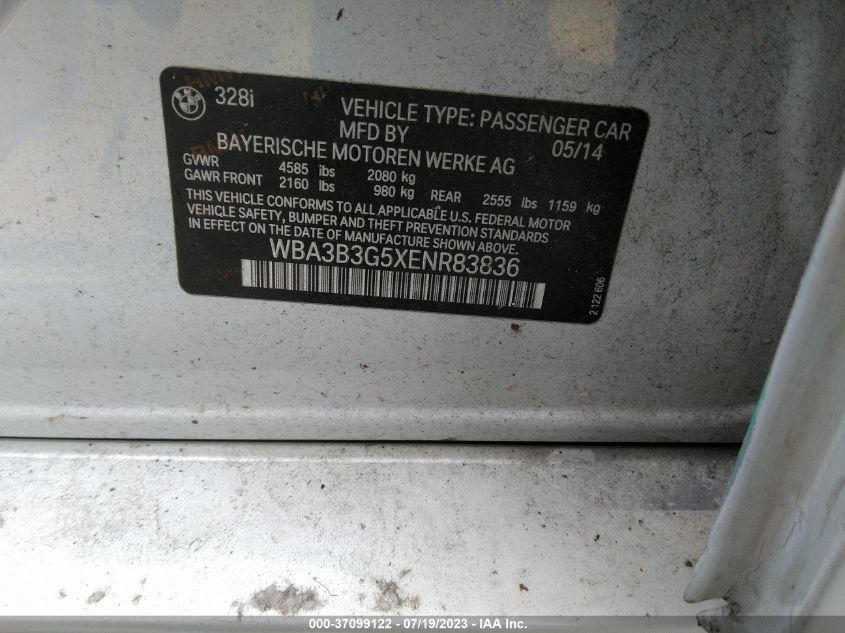 328i
VEHICLE TYPE: PASSENGER CAR
MFD BY 05/14
BAYERISCHE MOTOREN WERKE AG
GVWR 4585 lbs 2080 kg
GAWR FRONT 2160 lbs 980 kg REAR 2555 lbs 1159 kg
THIS VEHICLE CONFORMS TO ALL APPLICABLE U.S. FEDERAL MOTOR
VEHICLE SAFETY, BUMPER AND THEFT PREVENTION STANDARDS
IN EFFECT ON THE DATE OF MANUFACTURE SHOWN ABOVE.
WBA3B3G5XENR83836
2 122 606
000-37099122 - 07/19/2023 - IAA Inc.